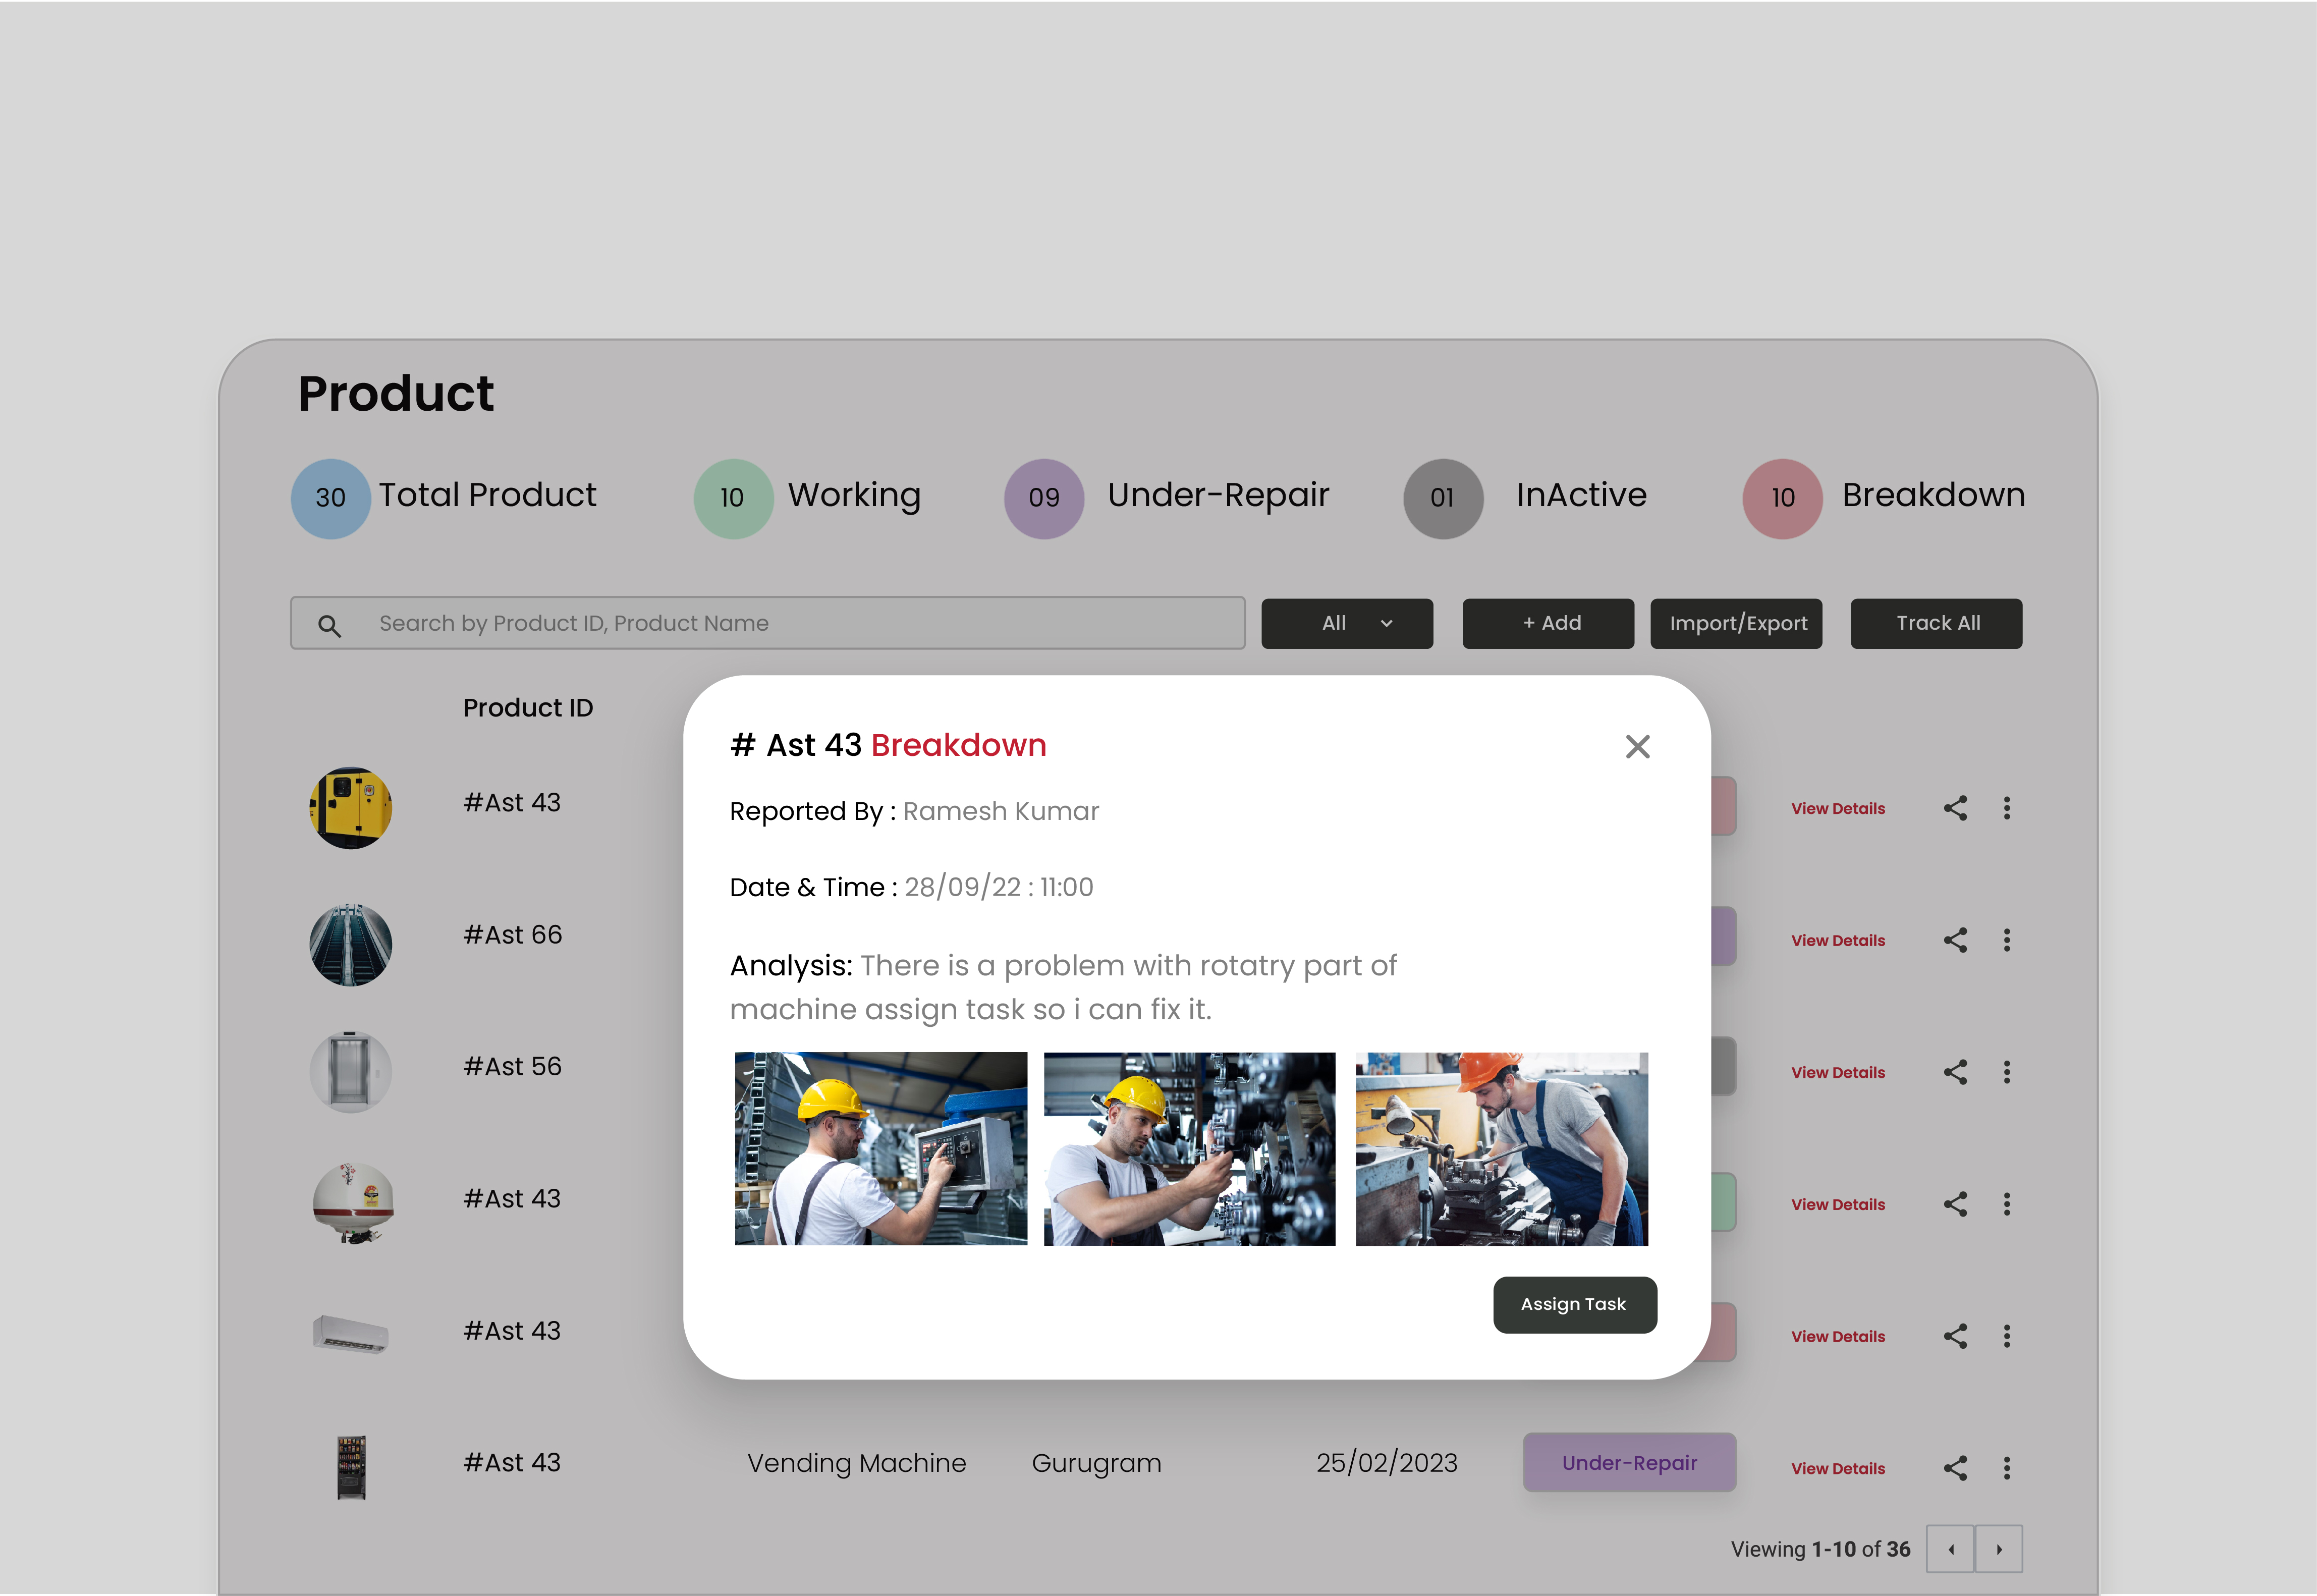 Product
30 Total Product 10 Working 09 Under-Repair 01 InActive 10 Breakdown
Search by Product ID, Product Name All + Add Import/Export Track All
Product ID
# Ast 43 Breakdown
Reported By : Ramesh Kumar
Date & Time : 28/09/22 : 11:00
Analysis: There is a problem with rotatry part of
machine assign task so i can fix it.
Assign Task
#Ast 43 View Details
#Ast 66 View Details
#Ast 56 View Details
#Ast 43 View Details
#Ast 43 View Details
#Ast 43 Vending Machine Gurugram 25/02/2023 Under-Repair View Details
Viewing 1-10 of 36